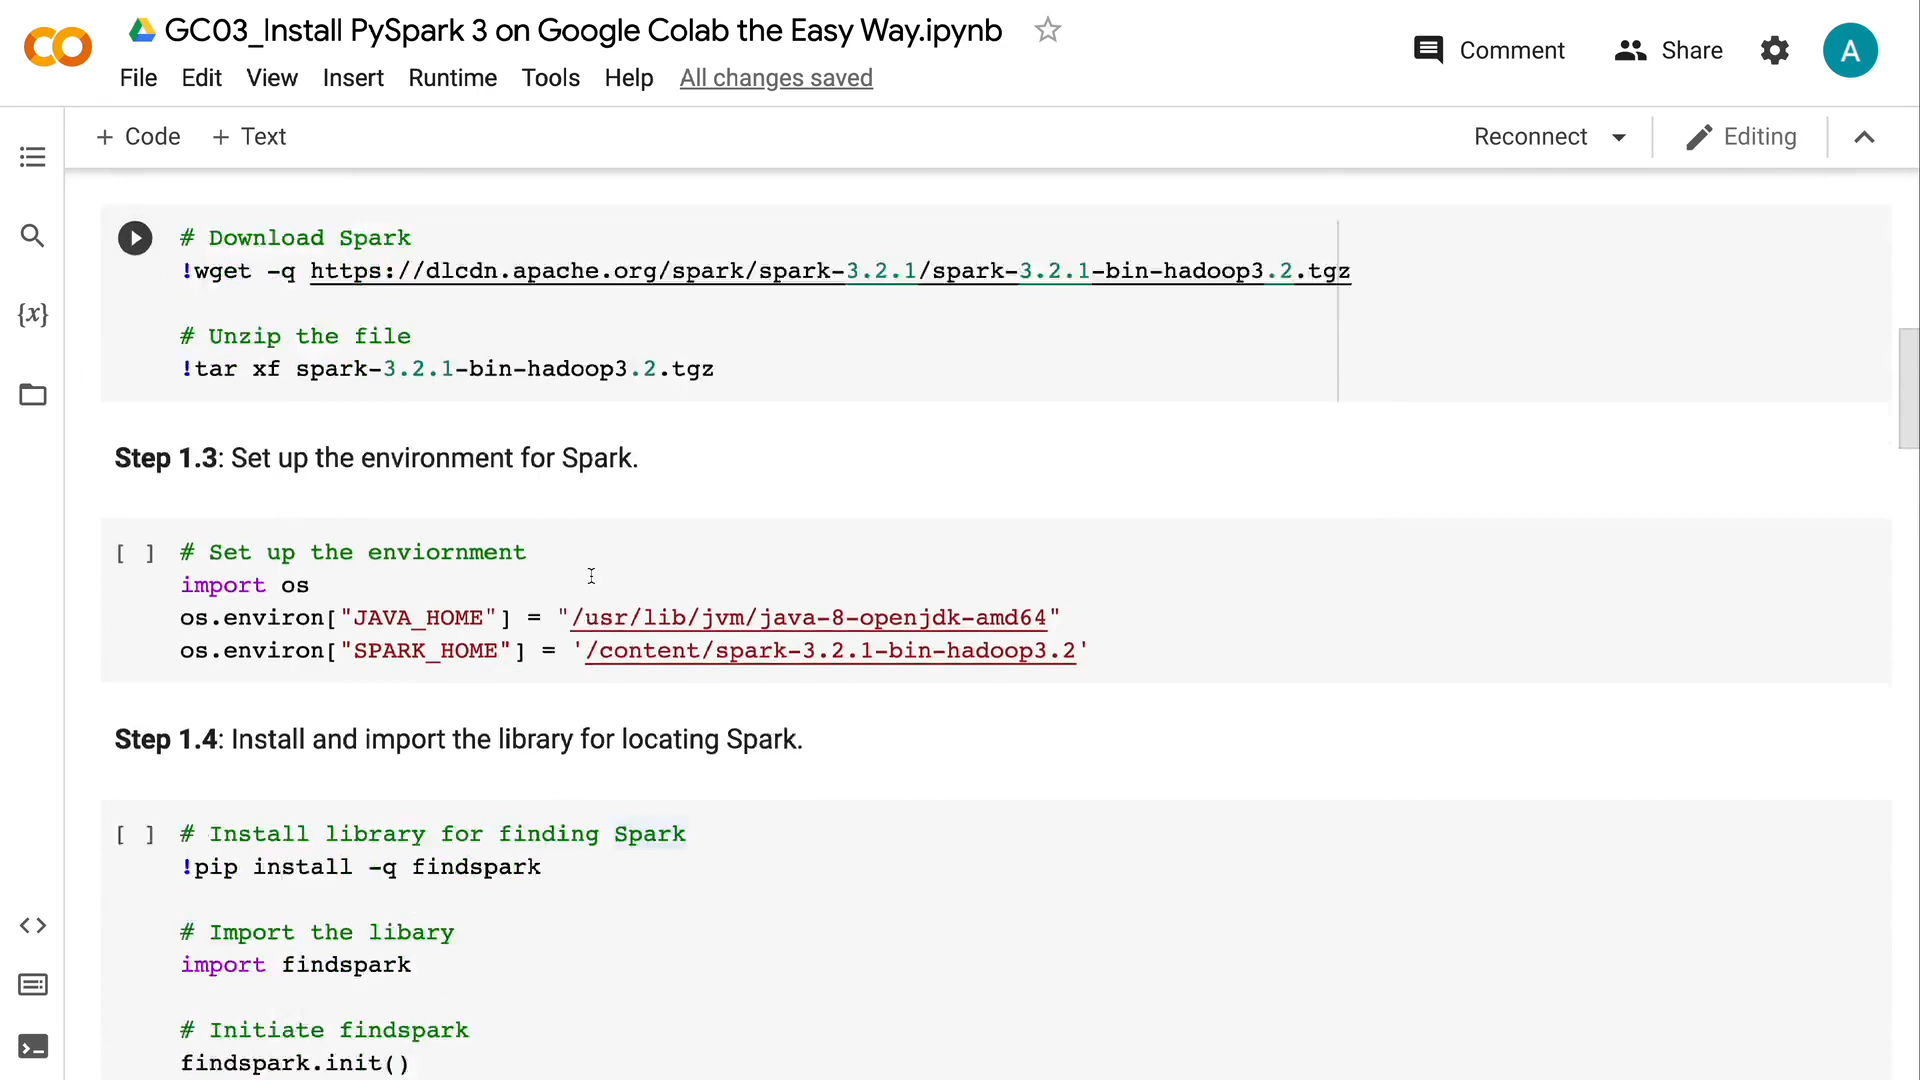 GC03_Install PySpark 3 on Google Colab the Easy Way.ipynb
Comment
Share
A
File Edit View Insert Runtime Tools Help All changes saved
+ Code + Text
Reconnect
Editing
{x}
# Download Spark
!wget -q https://dlcdn.apache.org/spark/spark-3.2.1/spark-3.2.1-bin-hadoop3.2.tgz
# Unzip the file
!tar xf spark-3.2.1-bin-hadoop3.2.tgz
Step 1.3: Set up the environment for Spark.
[ ] # Set up the enviornment
import os
os.environ["JAVA_HOME"] = "/usr/lib/jvm/java-8-openjdk-amd64"
os.environ["SPARK_HOME"] = '/content/spark-3.2.1-bin-hadoop3.2'
Step 1.4: Install and import the library for locating Spark.
[ ] # Install library for finding Spark
!pip install -q findspark
# Import the libary
import findspark
# Initiate findspark
findspark.init()